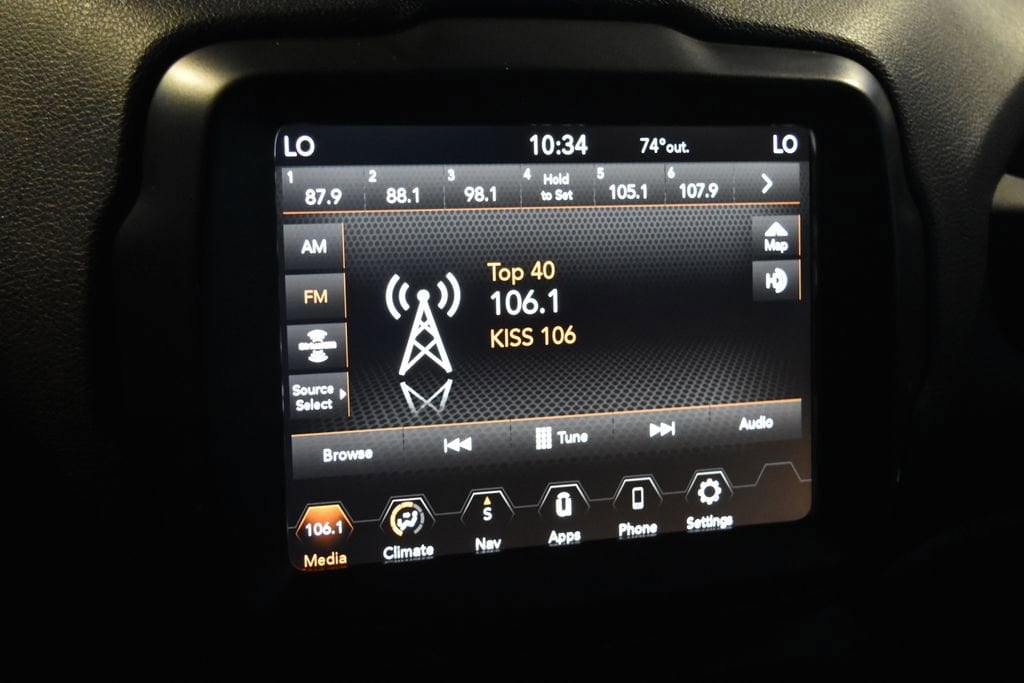 LO 10:34 74°out. LO
1 87.9 2 88.1 3 98.1 4 Hold to Set 5 105.1 6 107.9
AM
Map
FM
HD
Top 40
106.1
KISS 106
Source
Select
Browse Tune Audio
106.1 S
Media Climate Nav Apps Phone Settings